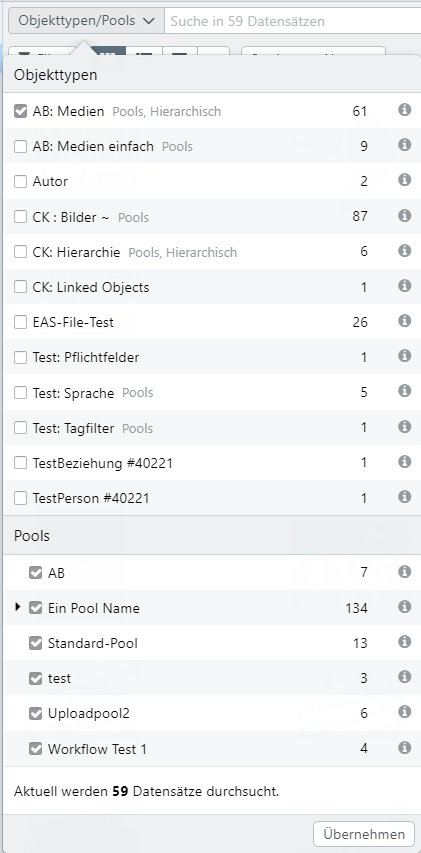 Objekttypen/Pools Suche in 59 Datensätzen
Objekttypen
AB: Medien Pools, Hierarchisch 61
AB: Medien einfach Pools 9
Autor 2
CK : Bilder ~ Pools 87
CK: Hierarchie Pools, Hierarchisch 6
CK: Linked Objects 1
EAS-File-Test 26
Test: Pflichtfelder 1
Test: Sprache Pools 5
Test: Tagfilter Pools 1
TestBeziehung #40221 1
TestPerson #40221 1
Pools
AB 7
Ein Pool Name 134
Standard-Pool 13
test 3
Uploadpool2 6
Workflow Test 1 4
Aktuell werden 59 Datensätze durchsucht.
Übernehmen